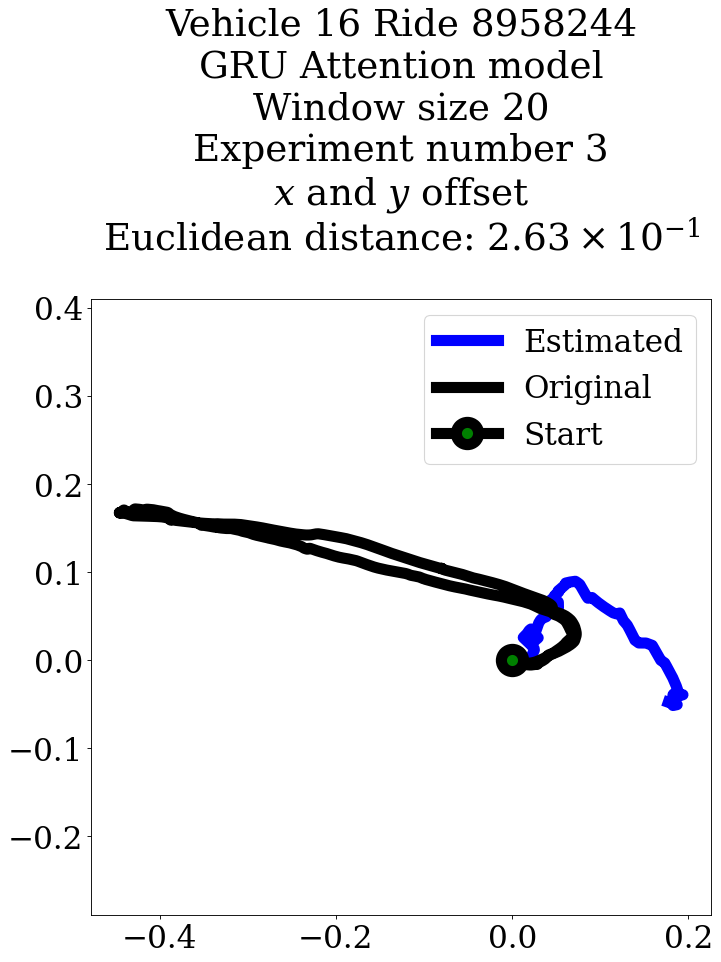 Vehicle 16 Ride 8958244
GRU Attention model
Window size 20
Experiment number 3
x and y offset
Euclidean distance: 2.63 × 10⁻¹
Estimated
Original
Start
0.4
0.3
0.2
0.1
0.0
−0.1
−0.2
−0.4 −0.2 0.0 0.2